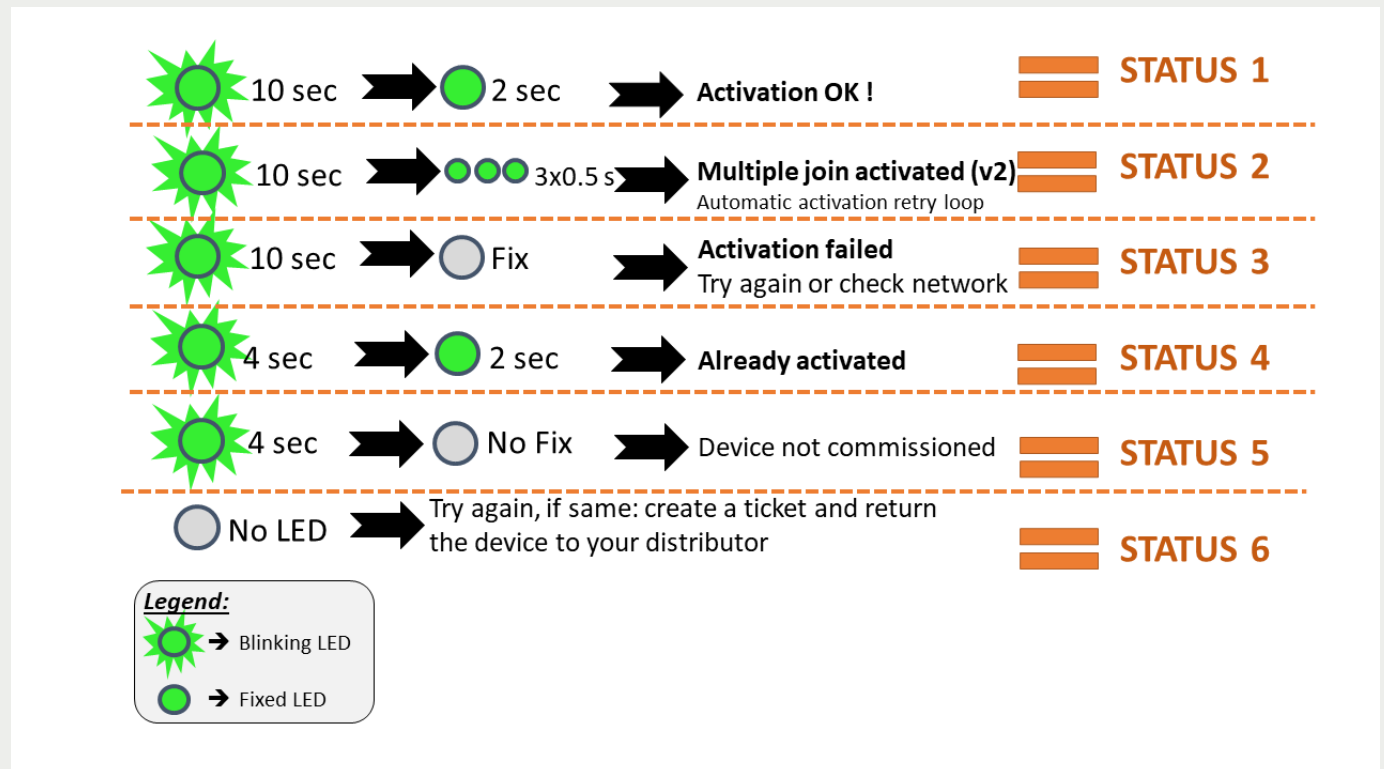 10 sec 2 sec Activation OK ! STATUS 1
10 sec 3x0.5 s Multiple join activated (v2) STATUS 2
Automatic activation retry loop
10 sec Fix Activation failed STATUS 3
Try again or check network
4 sec 2 sec Already activated STATUS 4
4 sec No Fix Device not commissioned STATUS 5
No LED Try again, if same: create a ticket and return
the device to your distributor STATUS 6
Legend:
➔ Blinking LED
➔ Fixed LED